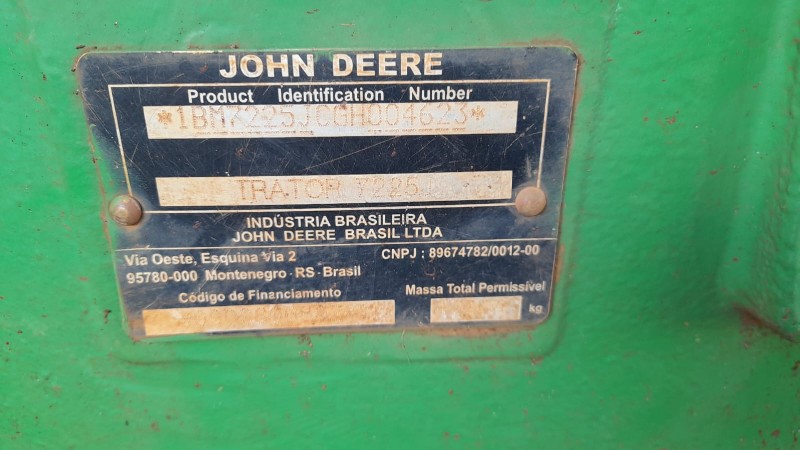 JOHN DEERE
Product Identification Number
*1BM7225JCGH004623*
TRATOR 7225J
INDÚSTRIA BRASILEIRA
JOHN DEERE BRASIL LTDA
Via Oeste, Esquina Via 2
CNPJ : 89674782/0012-00
95780-000 Montenegro - RS - Brasil
Código de Financiamento
Massa Total Permissível
kg